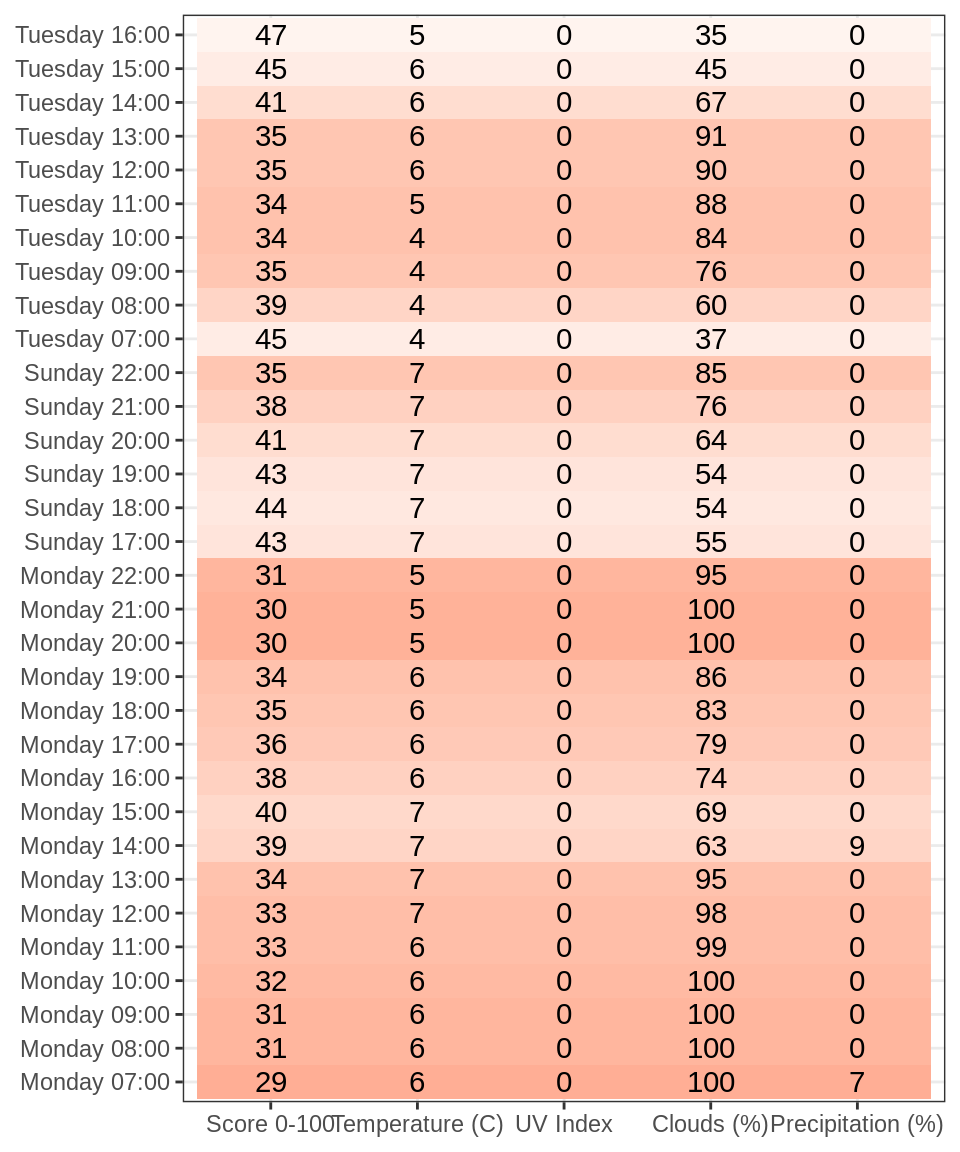 Tuesday 16:00 47 5 0 35 0
Tuesday 15:00 45 6 0 45 0
Tuesday 14:00 41 6 0 67 0
Tuesday 13:00 35 6 0 91 0
Tuesday 12:00 35 6 0 90 0
Tuesday 11:00 34 5 0 88 0
Tuesday 10:00 34 4 0 84 0
Tuesday 09:00 35 4 0 76 0
Tuesday 08:00 39 4 0 60 0
Tuesday 07:00 45 4 0 37 0
Sunday 22:00 35 7 0 85 0
Sunday 21:00 38 7 0 76 0
Sunday 20:00 41 7 0 64 0
Sunday 19:00 43 7 0 54 0
Sunday 18:00 44 7 0 54 0
Sunday 17:00 43 7 0 55 0
Monday 22:00 31 5 0 95 0
Monday 21:00 30 5 0 100 0
Monday 20:00 30 5 0 100 0
Monday 19:00 34 6 0 86 0
Monday 18:00 35 6 0 83 0
Monday 17:00 36 6 0 79 0
Monday 16:00 38 6 0 74 0
Monday 15:00 40 7 0 69 0
Monday 14:00 39 7 0 63 9
Monday 13:00 34 7 0 95 0
Monday 12:00 33 7 0 98 0
Monday 11:00 33 6 0 99 0
Monday 10:00 32 6 0 100 0
Monday 09:00 31 6 0 100 0
Monday 08:00 31 6 0 100 0
Monday 07:00 29 6 0 100 7
Score 0-100 Temperature (C) UV Index Clouds (%) Precipitation (%)